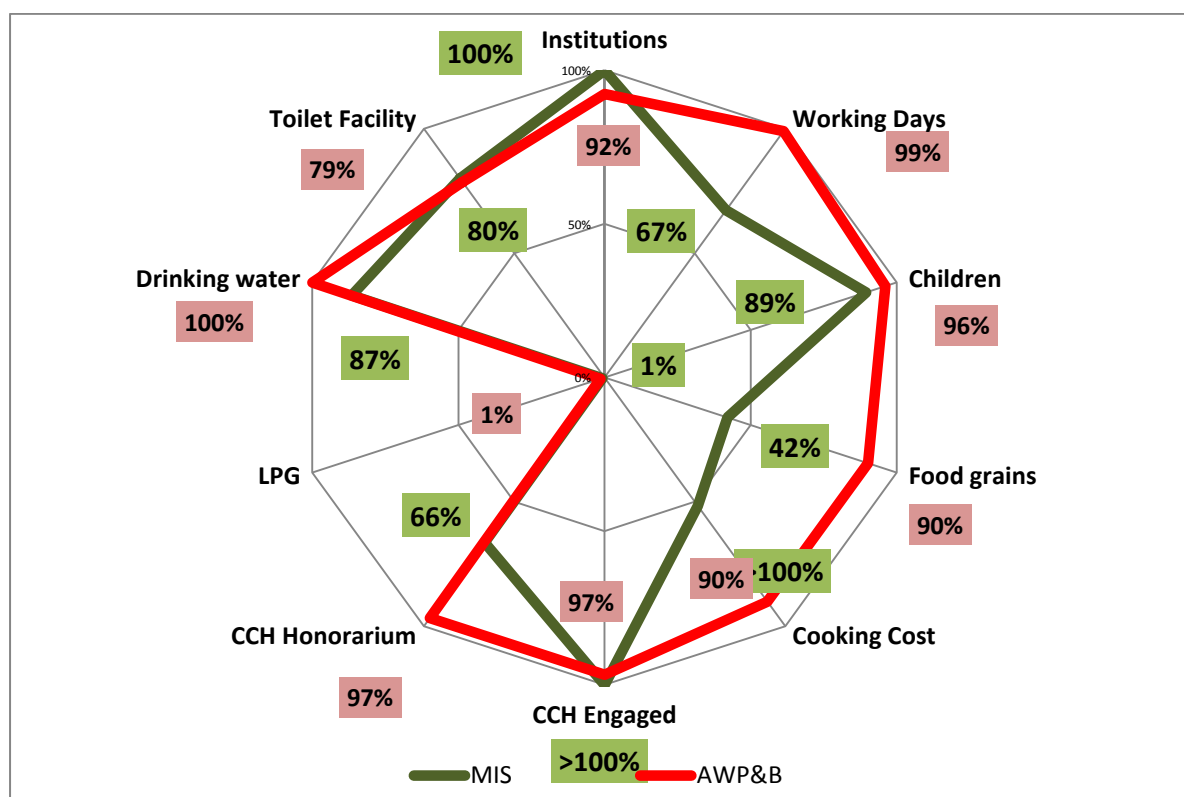 Institutions
100%
100%
Toilet Facility
Working Days
79%
92%
99%
80%
67%
50%
Drinking water
Children
89%
100%
96%
87%
1%
0%
1%
42%
LPG
Food grains
66%
90%
90%
>100%
97%
CCH Honorarium
Cooking Cost
97%
CCH Engaged
>100%
MIS
AWP&B